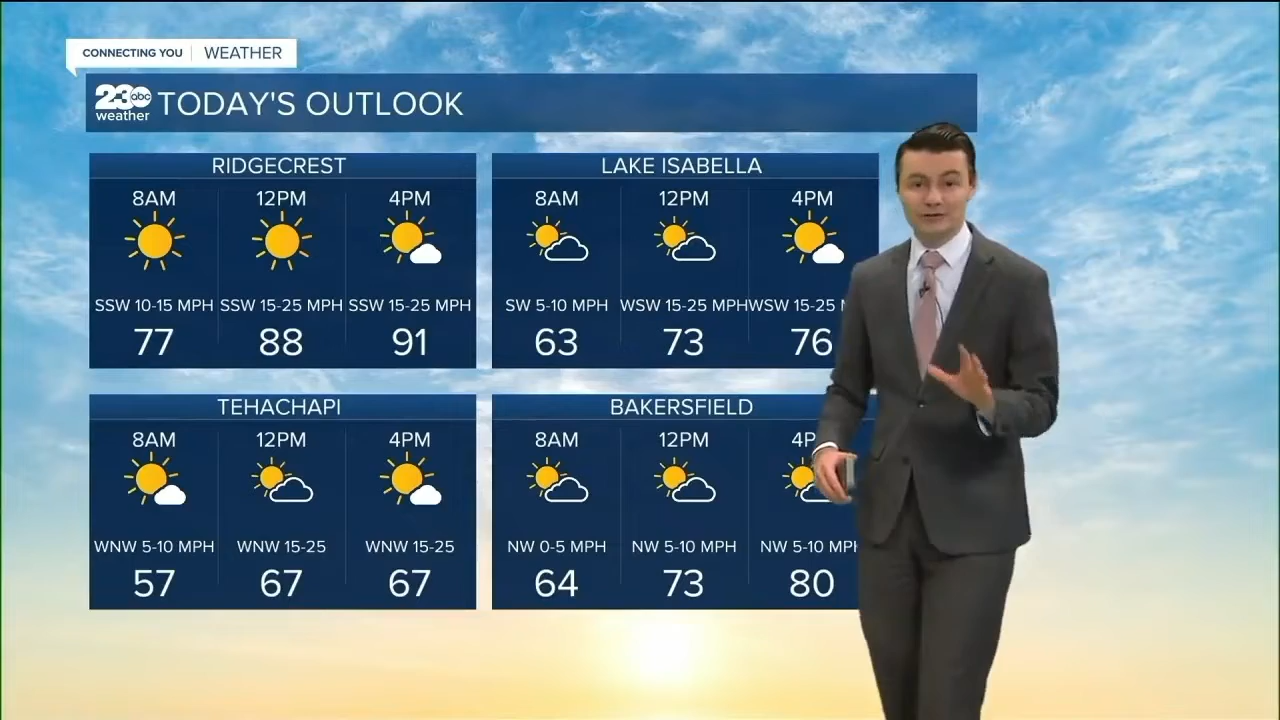 CONNECTING YOU WEATHER
23 abc
weather
TODAY'S OUTLOOK
RIDGECREST
8AM 12PM 4PM
SSW 10-15 MPH SSW 15-25 MPH SSW 15-25 MPH
77 88 91
LAKE ISABELLA
8AM 12PM 4PM
SW 5-10 MPH WSW 15-25 MPH WSW 15-25
63 73 76
TEHACHAPI
8AM 12PM 4PM
WNW 5-10 MPH WNW 15-25 WNW 15-25
57 67 67
BAKERSFIELD
8AM 12PM 4P
NW 0-5 MPH NW 5-10 MPH NW 5-10 MPH
64 73 80